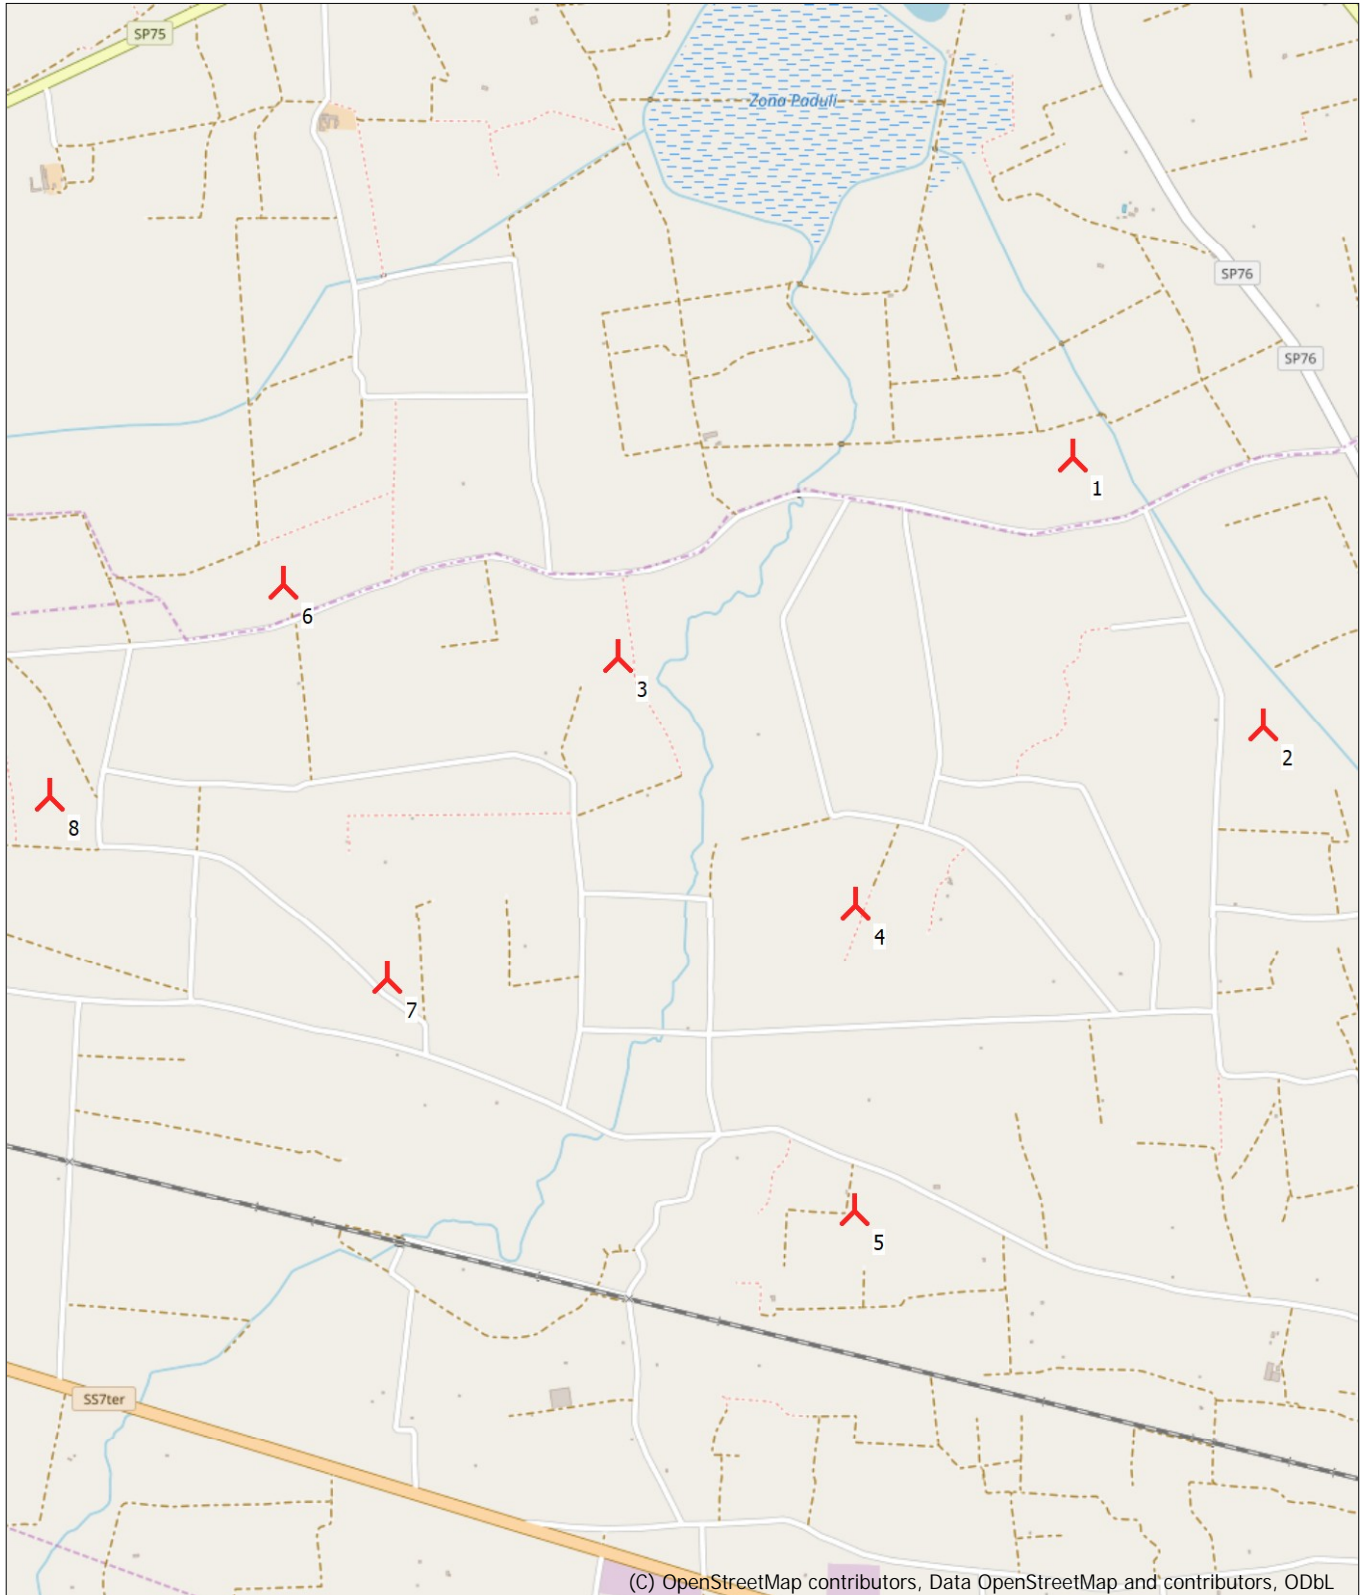 SP75
Zona Paduli
SP76
SP76
1
6
3
2
8
4
7
5
SS7ter
(C) OpenStreetMap contributors, Data OpenStreetMap and contributors, ODbL